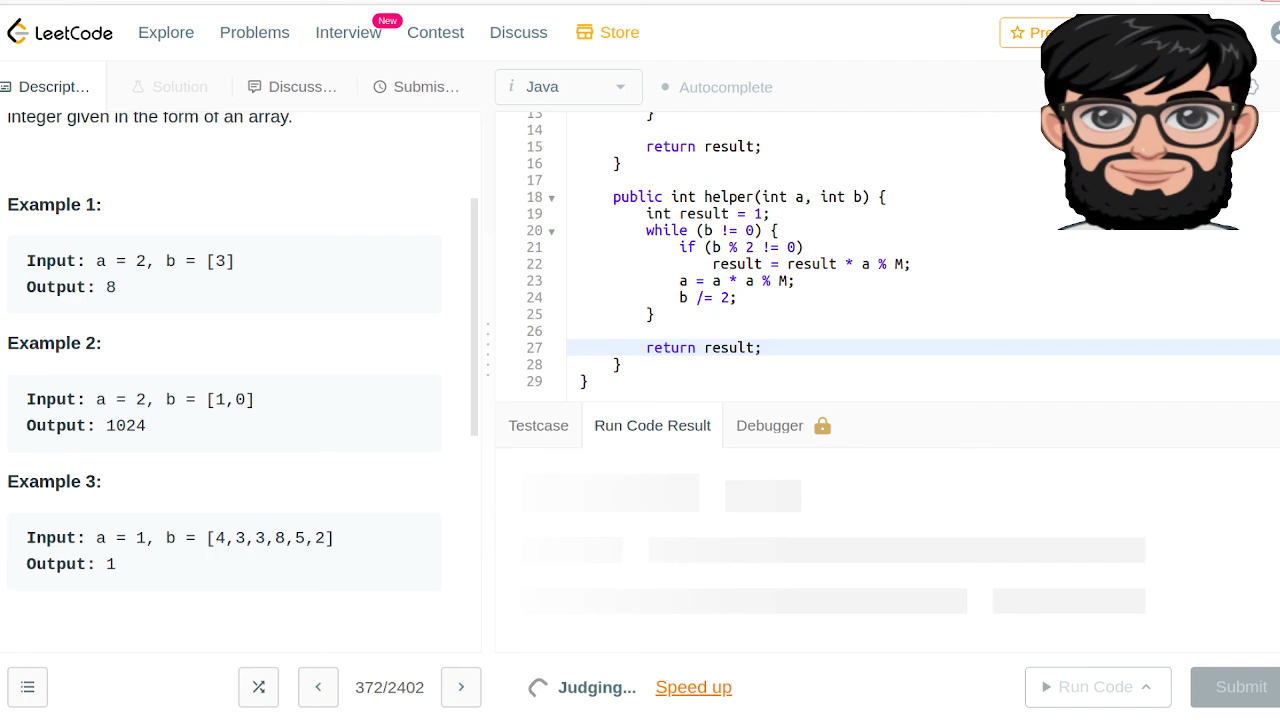 LeetCode Explore Problems Interview New Contest Discuss Store
Descript... Solution Discuss... Submis... i Java Autocomplete
integer given in the form of an array.
Example 1:
Input: a = 2, b = [3]
Output: 8
Example 2:
Input: a = 2, b = [1,0]
Output: 1024
Example 3:
Input: a = 1, b = [4,3,3,8,5,2]
Output: 1
13 }
14
15 return result;
16 }
17
18 public int helper(int a, int b) {
19 int result = 1;
20 while (b != 0) {
21 if (b % 2 != 0)
22 result = result * a % M;
23 a = a * a % M;
24 b /= 2;
25 }
26
27 return result;
28 }
29 }
Testcase Run Code Result Debugger
372/2402 Judging... Speed up Run Code Submit